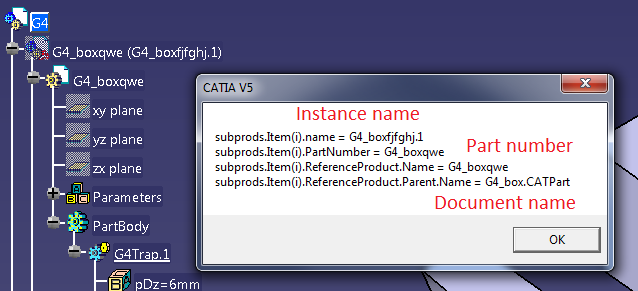 G4
G4_boxqwe (G4_boxfjfghj.1)
G4_boxqwe
xy plane
yz plane
zx plane
Parameters
PartBody
G4Trap.1
pDz=6mm
CATIA V5
Instance name
subprods.Item(i).name = G4_boxfjfghj.1
Part number
subprods.Item(i).PartNumber = G4_boxqwe
subprods.Item(i).ReferenceProduct.Name = G4_boxqwe
subprods.Item(i).ReferenceProduct.Parent.Name = G4_box.CATPart
Document name
OK